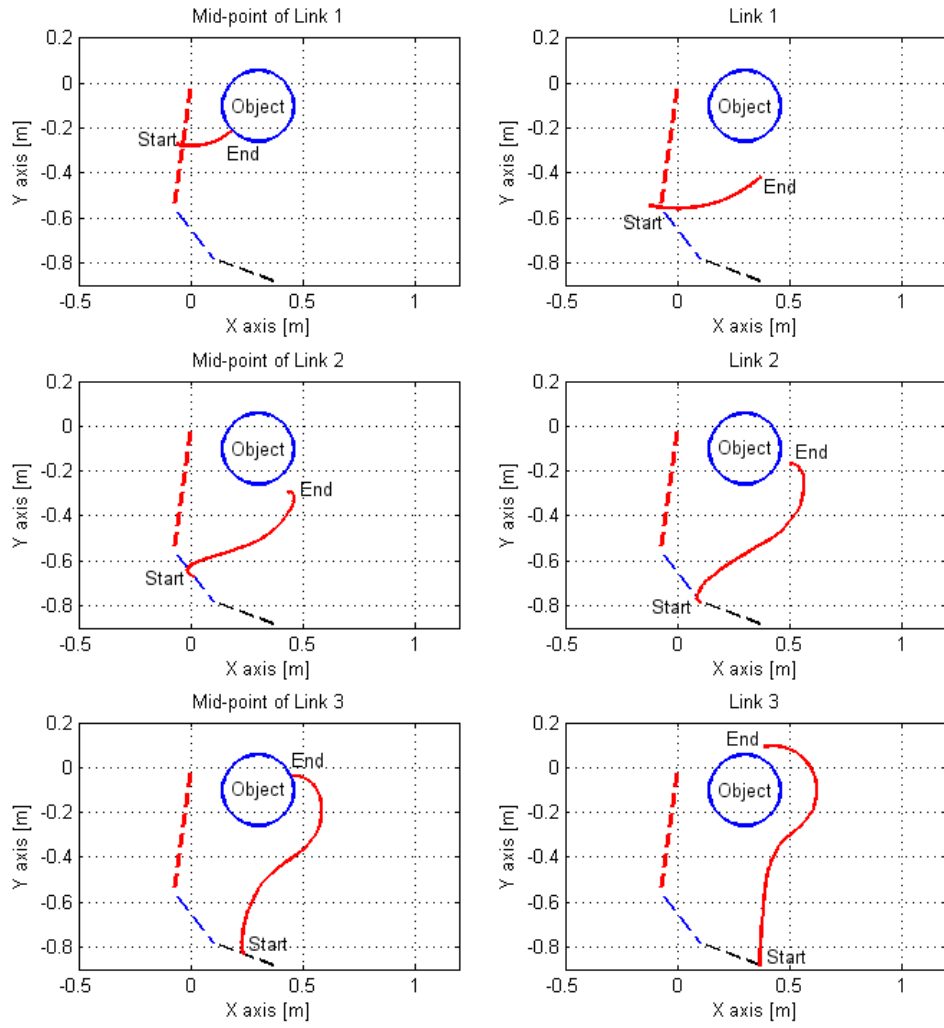 Mid-point of Link 1
0.2
0
-0.2
-0.4
-0.6
-0.8
Y axis [m]
Object
Start
End
-0.5 0 0.5 1
X axis [m]
Link 1
0.2
0
-0.2
-0.4
-0.6
-0.8
Y axis [m]
Object
End
Start
-0.5 0 0.5 1
X axis [m]
Mid-point of Link 2
0.2
0
-0.2
-0.4
-0.6
-0.8
Y axis [m]
Object
End
Start
-0.5 0 0.5 1
X axis [m]
Link 2
0.2
0
-0.2
-0.4
-0.6
-0.8
Y axis [m]
Object
End
Start
-0.5 0 0.5 1
X axis [m]
Mid-point of Link 3
0.2
0
-0.2
-0.4
-0.6
-0.8
Y axis [m]
End
Object
Start
-0.5 0 0.5 1
X axis [m]
Link 3
0.2
0
-0.2
-0.4
-0.6
-0.8
Y axis [m]
End
Object
Start
-0.5 0 0.5 1
X axis [m]